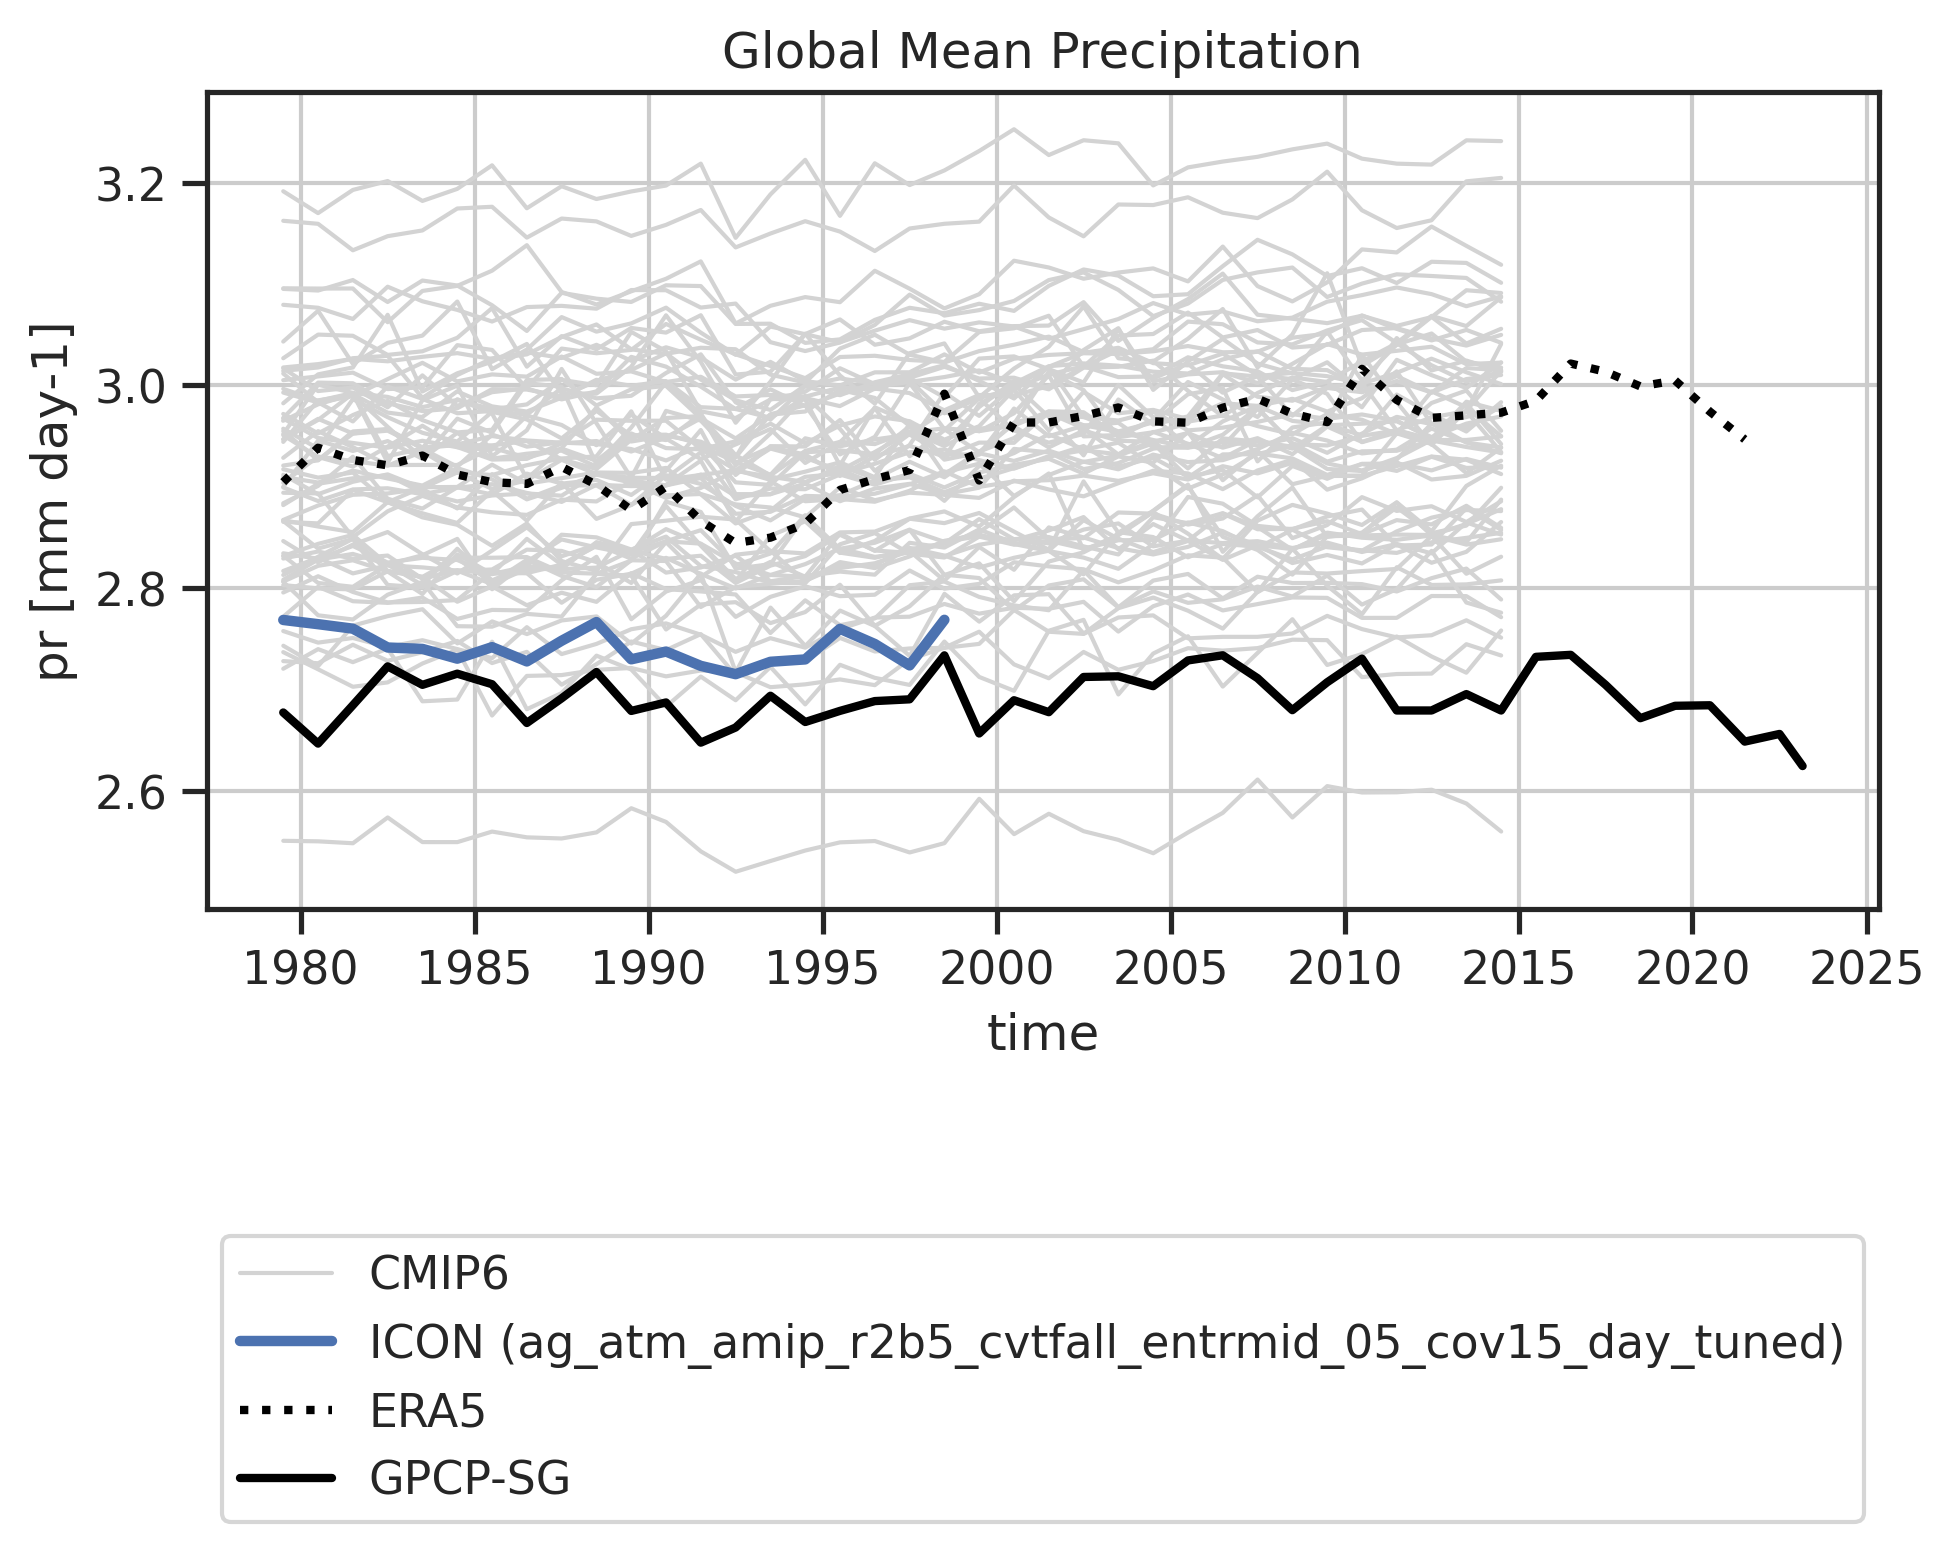 Global Mean Precipitation
pr [mm day-1]
3.2
3.0
2.8
2.6
1980 1985 1990 1995 2000 2005 2010 2015 2020 2025
time
CMIP6
ICON (ag_atm_amip_r2b5_cvtfall_entrmid_05_cov15_day_tuned)
ERA5
GPCP-SG